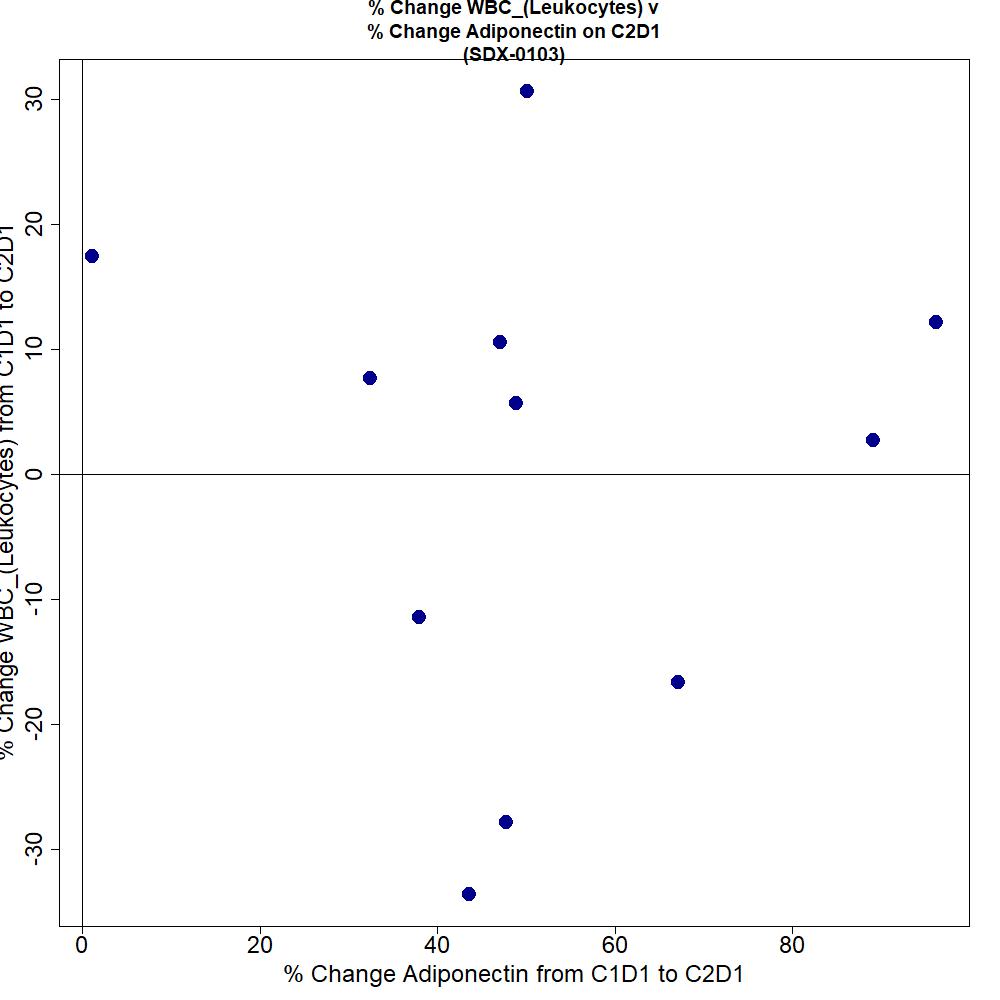 % Change WBC_(Leukocytes) v
% Change Adiponectin on C2D1
(SDX-0103)
% Change WBC_(Leukocytes) from C1D1 to C2D1
30
20
10
0
-10
-20
-30
0 20 40 60 80
% Change Adiponectin from C1D1 to C2D1